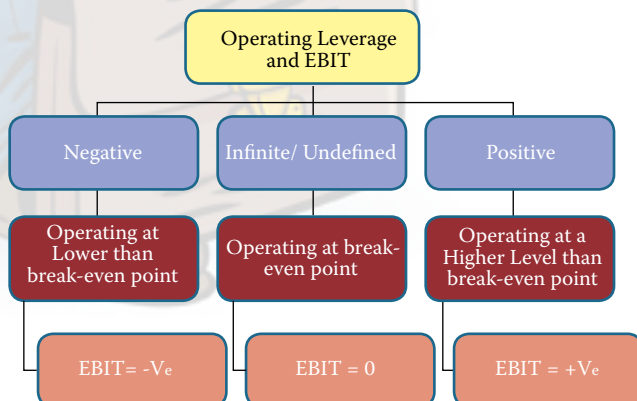 Operating Leverage
and EBIT
Negative
Infinite/ Undefined
Positive
Operating at
Lower than
break-even point
Operating at break-
even point
Operating at a
Higher Level than
break-even point
EBIT= -Ve
EBIT = 0
EBIT = +Ve